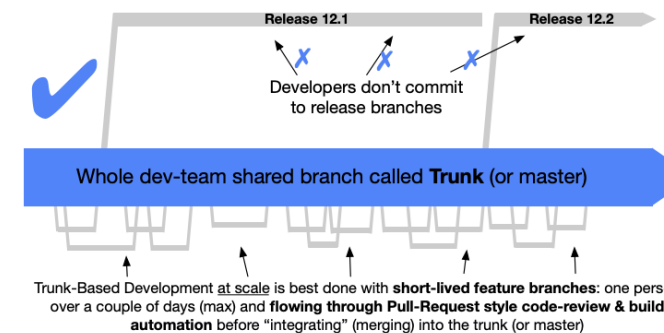 Release 12.1
Release 12.2
Developers don't commit
to release branches
Whole dev-team shared branch called Trunk (or master)
Trunk-Based Development at scale is best done with short-lived feature branches: one pers
over a couple of days (max) and flowing through Pull-Request style code-review & build
automation before “integrating” (merging) into the trunk (or master)